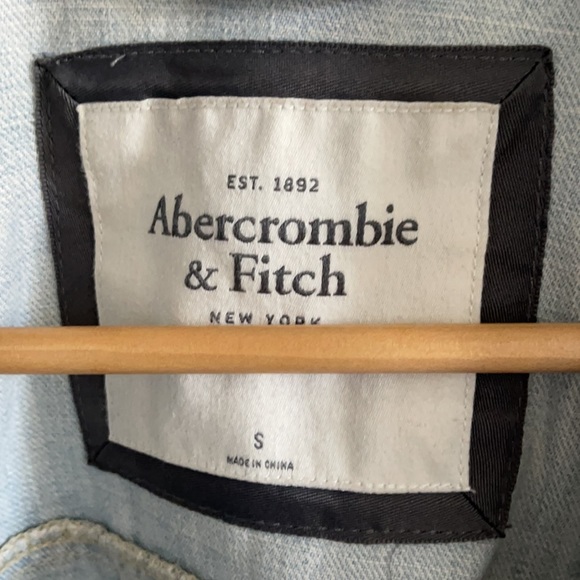 EST. 1892
Abercrombie
& Fitch
NEW YORK
S
MADE IN CHINA